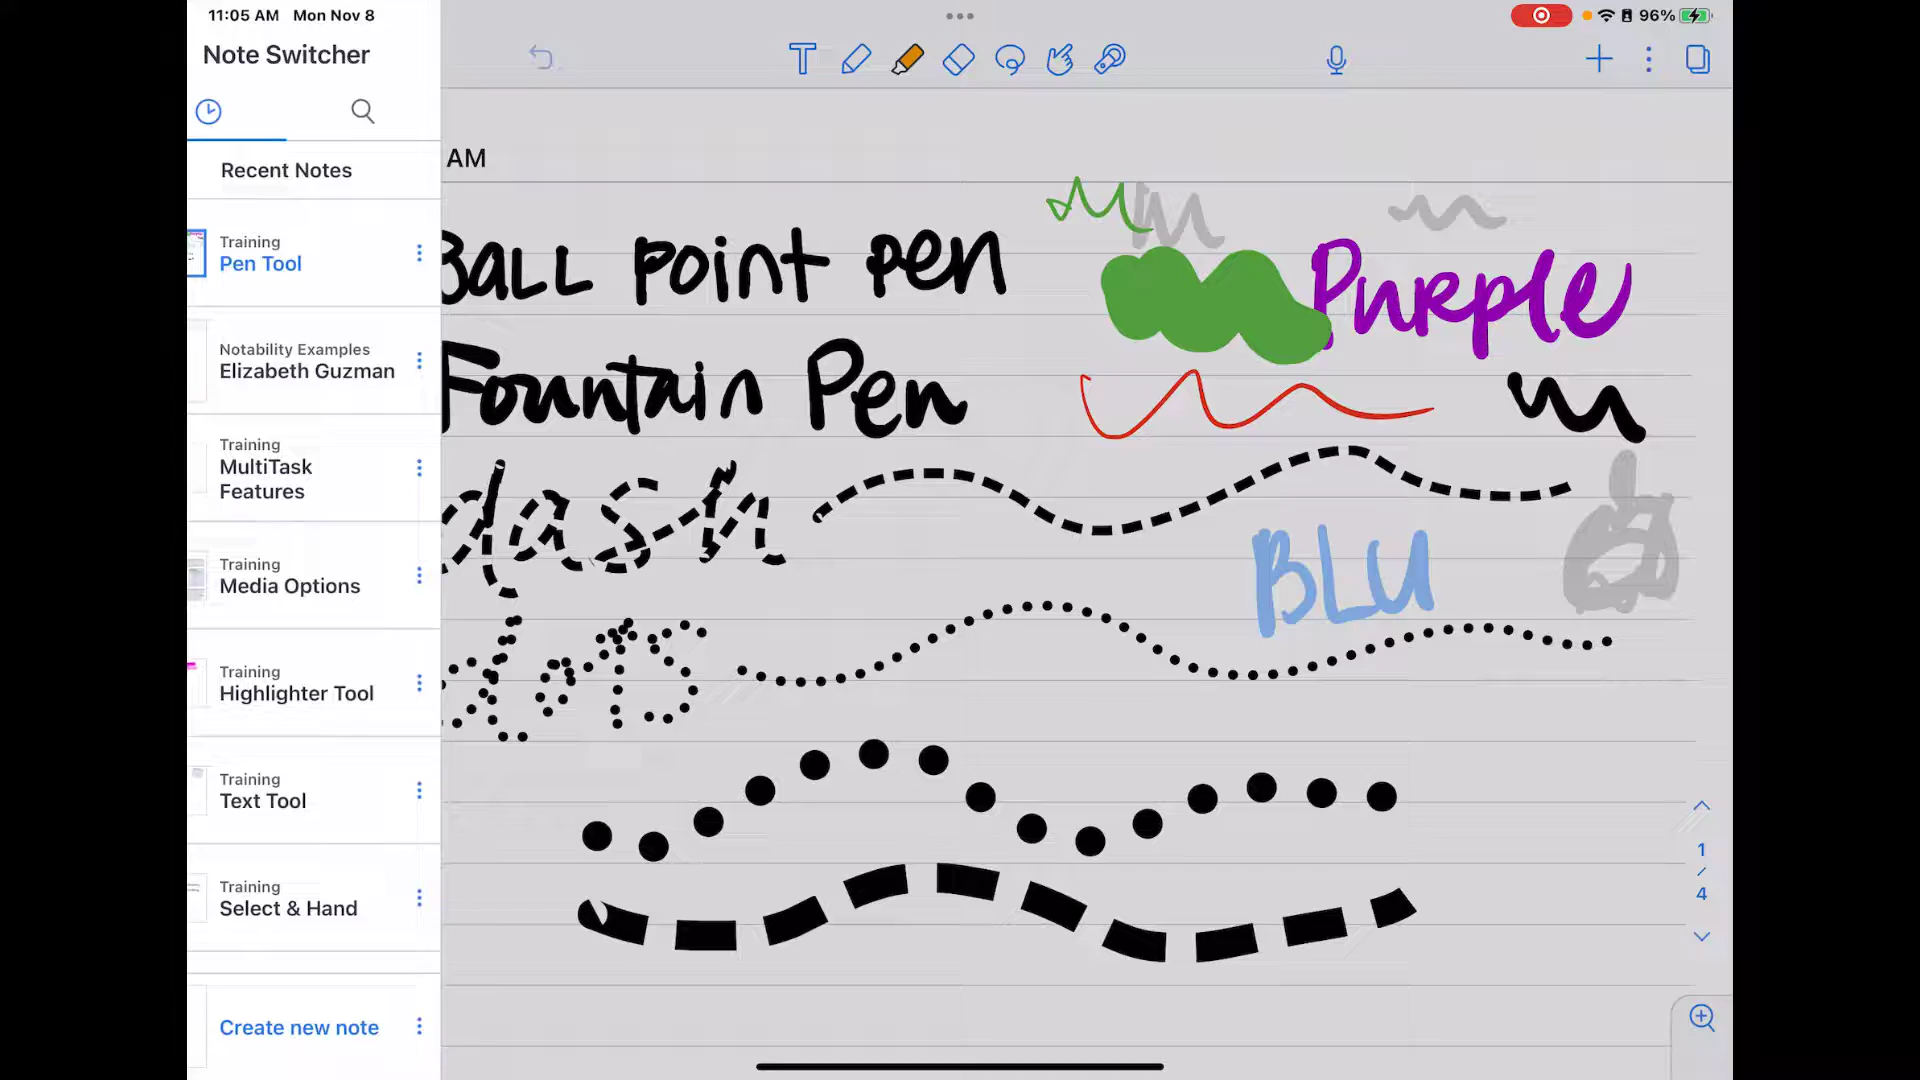 11:05 AM Mon Nov 8
96%
Note Switcher
Recent Notes
Training
Pen Tool
Notability Examples
Elizabeth Guzman
Training
MultiTask
Features
Training
Media Options
Training
Highlighter Tool
Training
Text Tool
Training
Select & Hand
Create new note
AM
Ball point pen
Purple
Fountain Pen
dash
BLU
dots
1
/
4